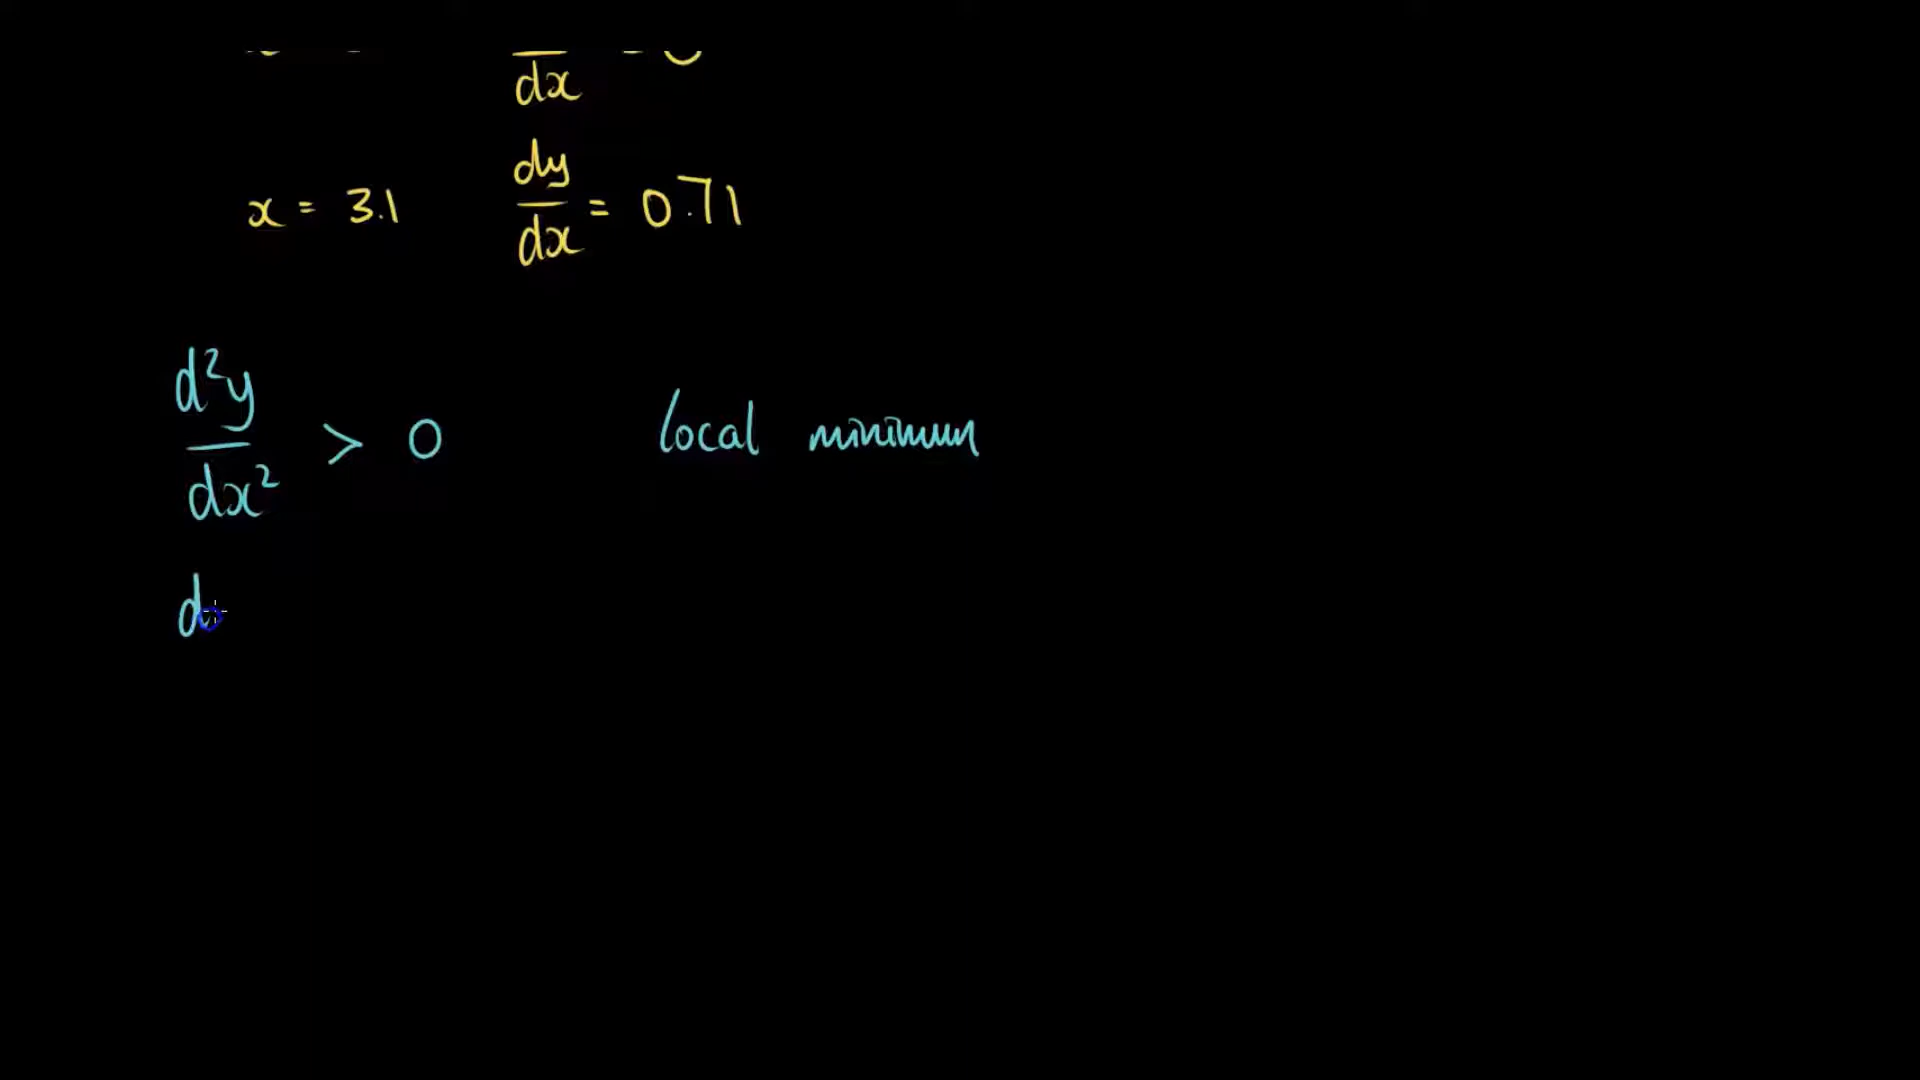 dx
x = 3.1 dy/dx = 0.71
d²y/dx² > 0 local minimum
d